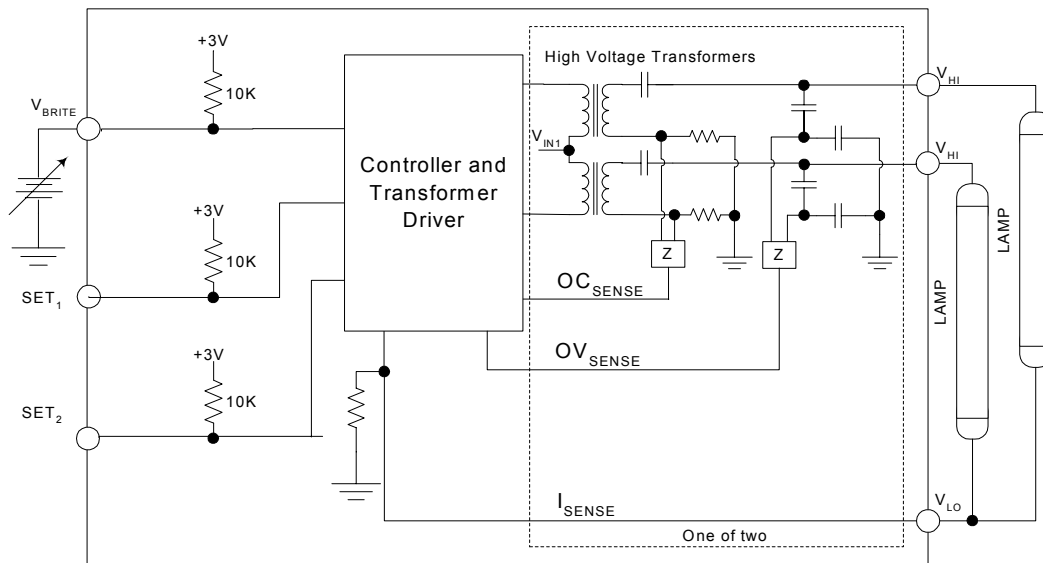 +3V
High Voltage Transformers
10K
V_BRITE
V_HI
V_IN1
V_HI
Controller and
Transformer
Driver
+3V
10K
LAMP
LAMP
Z
Z
SET_1
OC_SENSE
OV_SENSE
+3V
10K
SET_2
I_SENSE
V_LO
One of two